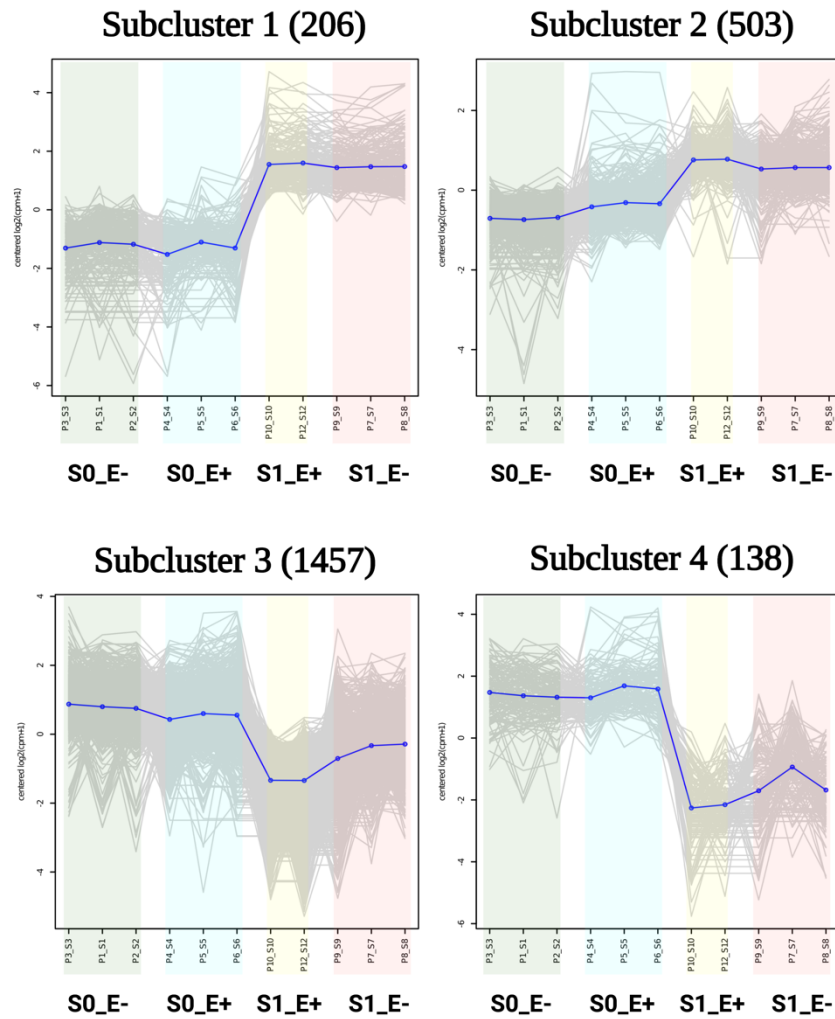 Subcluster 1 (206)
Subcluster 2 (503)
centered log2(cpm+1)
4
2
0
-2
-4
-6
P3_S3
P1_S1
P2_S2
P4_S4
P5_S5
P6_S6
P10_S10
P12_S12
P9_S9
P7_S7
P8_S8
S0_E- S0_E+ S1_E+ S1_E-
centered log2(cpm+1)
2
0
-2
-4
P3_S3
P1_S1
P2_S2
P4_S4
P5_S5
P6_S6
P10_S10
P12_S12
P9_S9
P7_S7
P8_S8
S0_E- S0_E+ S1_E+ S1_E-
Subcluster 3 (1457)
Subcluster 4 (138)
centered log2(cpm+1)
4
2
0
-2
-4
P3_S3
P1_S1
P2_S2
P4_S4
P5_S5
P6_S6
P10_S10
P12_S12
P9_S9
P7_S7
P8_S8
S0_E- S0_E+ S1_E+ S1_E-
centered log2(cpm+1)
4
2
0
-2
-4
-6
P3_S3
P1_S1
P2_S2
P4_S4
P5_S5
P6_S6
P10_S10
P12_S12
P9_S9
P7_S7
P8_S8
S0_E- S0_E+ S1_E+ S1_E-